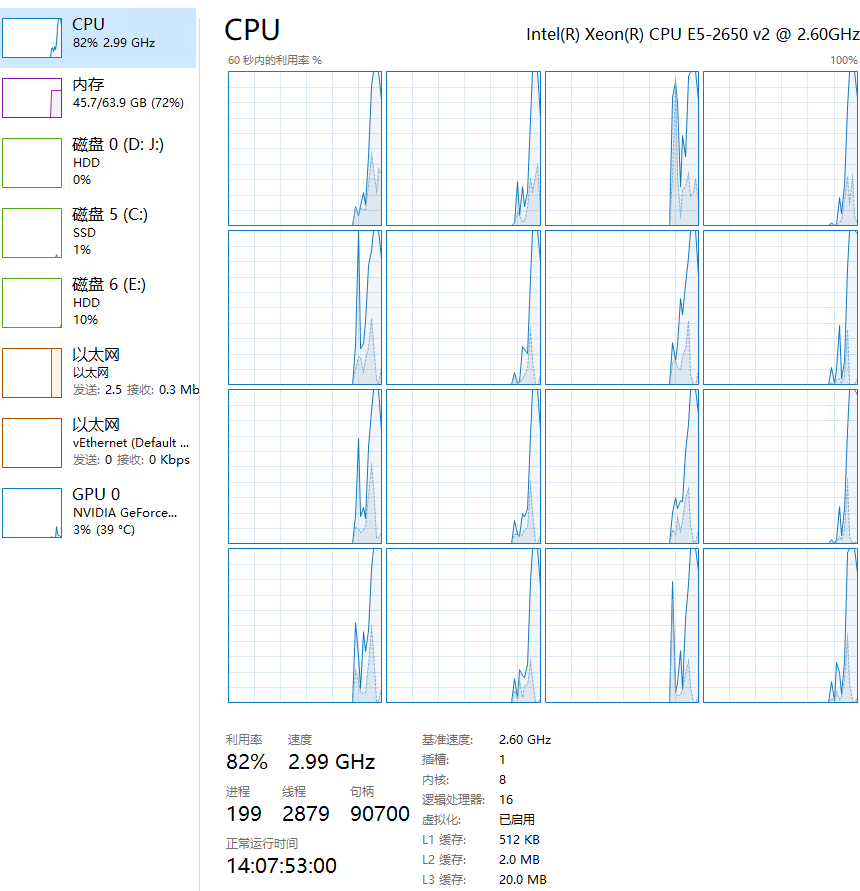 CPU
82% 2.99 GHz
内存
45.7/63.9 GB (72%)
磁盘 0 (D: J:)
HDD
0%
磁盘 5 (C:)
SSD
1%
磁盘 6 (E:)
HDD
10%
以太网
以太网
发送: 2.5 接收: 0.3 Mb
以太网
vEthernet (Default ...
发送: 0 接收: 0 Kbps
GPU 0
NVIDIA GeForce...
3% (39 °C)
CPU
Intel(R) Xeon(R) CPU E5-2650 v2 @ 2.60GHz
60 秒内的利用率 %
100%
利用率
速度
82%
2.99 GHz
进程
线程
句柄
199
2879
90700
正常运行时间
14:07:53:00
基准速度: 2.60 GHz
插槽: 1
内核: 8
逻辑处理器: 16
虚拟化: 已启用
L1 缓存: 512 KB
L2 缓存: 2.0 MB
L3 缓存: 20.0 MB